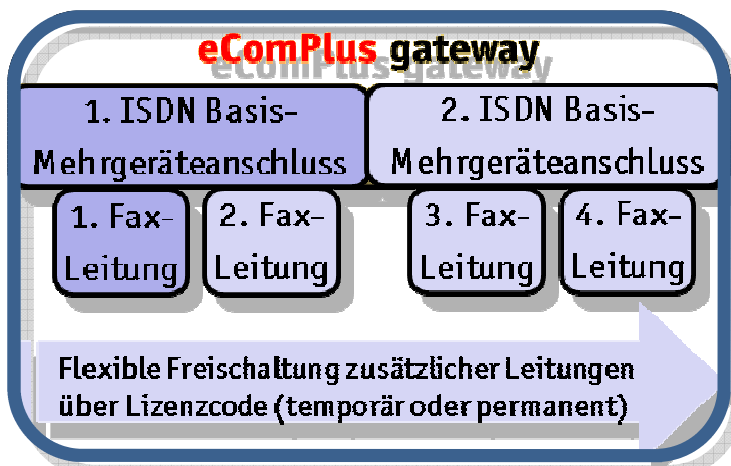 eComPlus gateway
1. ISDN Basis-
Mehrgeräteanschluss
2. ISDN Basis-
Mehrgeräteanschluss
1. Fax-
Leitung
2. Fax-
Leitung
3. Fax-
Leitung
4. Fax-
Leitung
Flexible Freischaltung zusätzlicher Leitungen
über Lizenzcode (temporär oder permanent)